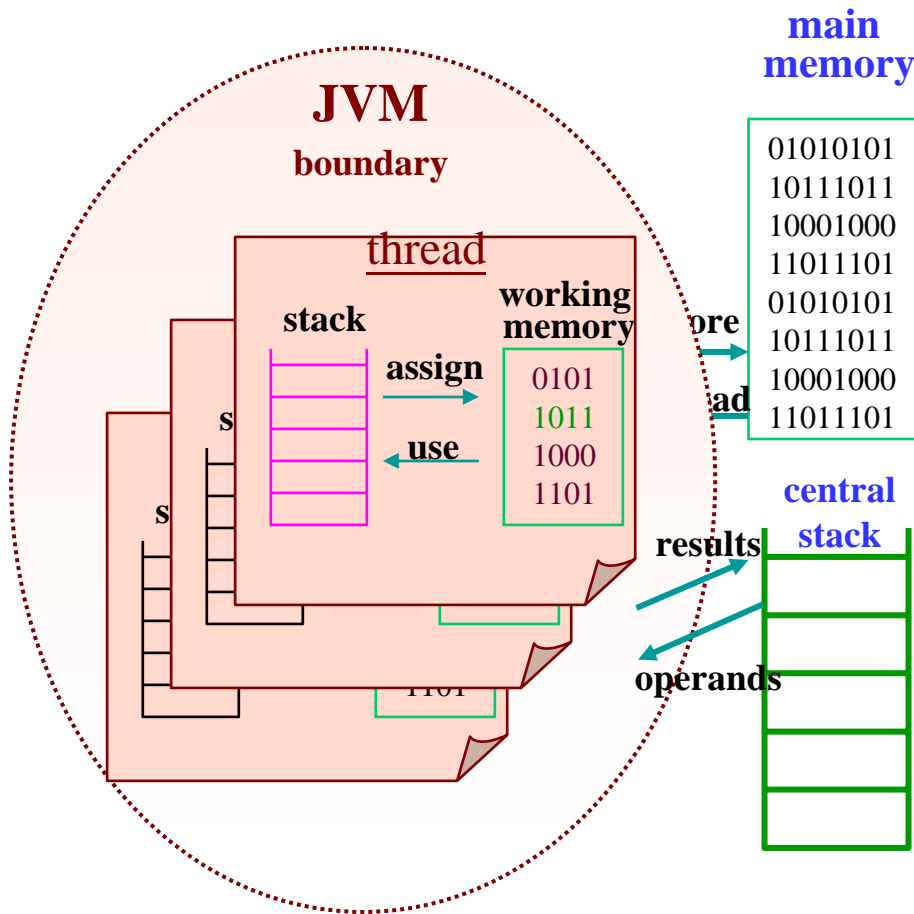 main
memory
JVM
boundary
01010101
10111011
10001000
11011101
01010101
10111011
10001000
11011101
thread
stack
working
memory
assign
use
0101
1011
1000
1101
ore
ad
s
s
1101
central
stack
results
operands